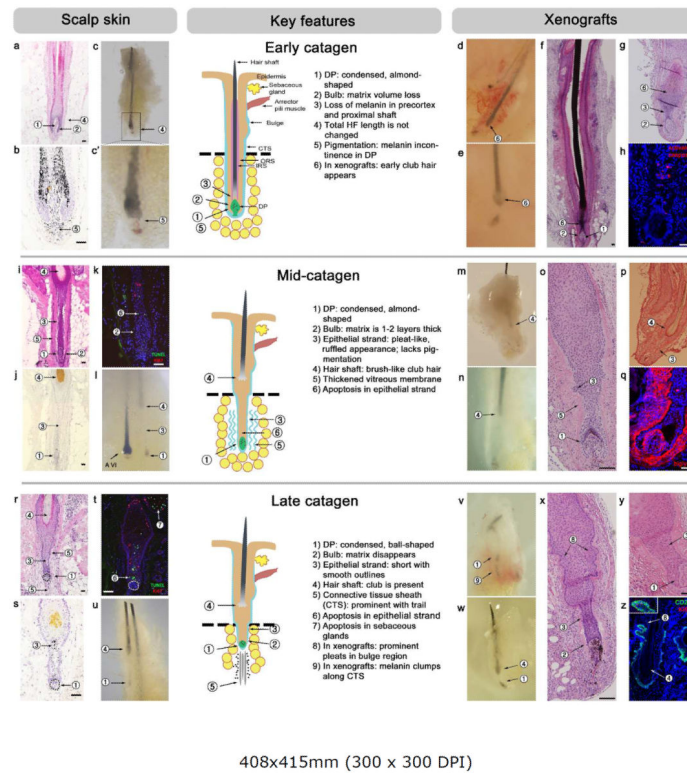 Scalp skin
Key features
Xenografts
Early catagen
a
c
b
c'
Hair shaft
Epidermis
Sebaceous
gland
Arrector
pili muscle
Bulge
CTS
ORS
IRS
DP
1) DP: condensed, almond-
shaped
2) Bulb: matrix volume loss
3) Loss of melanin in precortex
and proximal shaft
4) Total HF length is not
changed
5) Pigmentation: melanin incon-
tinence in DP
6) In xenografts: early club hair
appears
d
f
g
e
h
Mid-catagen
i
k
TUNEL
j
l
A VI
1) DP: condensed, almond-
shaped
2) Bulb: matrix is 1-2 layers thick
3) Epithelial strand: pleat-like,
ruffled appearance; lacks pig-
mentation
4) Hair shaft: brush-like club hair
5) Thickened vitreous membrane
6) Apoptosis in epithelial strand
m
o
p
n
q
Late catagen
r
t
TUNEL
s
u
1) DP: condensed, ball-shaped
2) Bulb: matrix disappears
3) Epithelial strand: short with
smooth outlines
4) Hair shaft: club is present
5) Connective tissue sheath
(CTS): prominent with trail
6) Apoptosis in epithelial strand
7) Apoptosis in sebaceous
glands
8) In xenografts: prominent
pleats in bulge region
9) In xenografts: melanin clumps
along CTS
v
x
y
w
z
408x415mm (300 x 300 DPI)